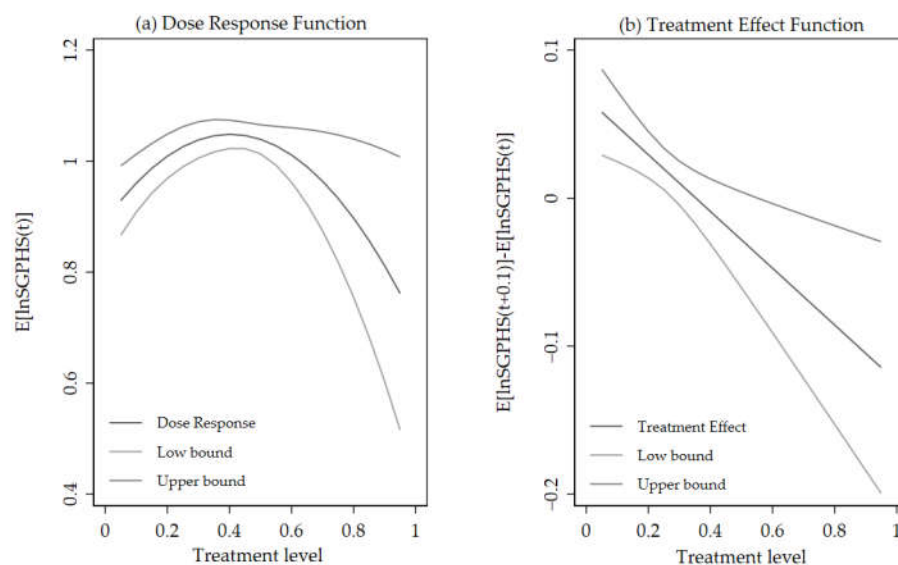 (a) Dose Response Function
1.2
1
0.8
0.6
0.4
E[lnSGPHS(t)]
Dose Response
Low bound
Upper bound
0 0.2 0.4 0.6 0.8 1
Treatment level
(b) Treatment Effect Function
0.1
0
−0.1
−0.2
E[lnSGPHS(t+0.1)]-E[lnSGPHS(t)]
Treatment Effect
Low bound
Upper bound
0 0.2 0.4 0.6 0.8 1
Treatment level